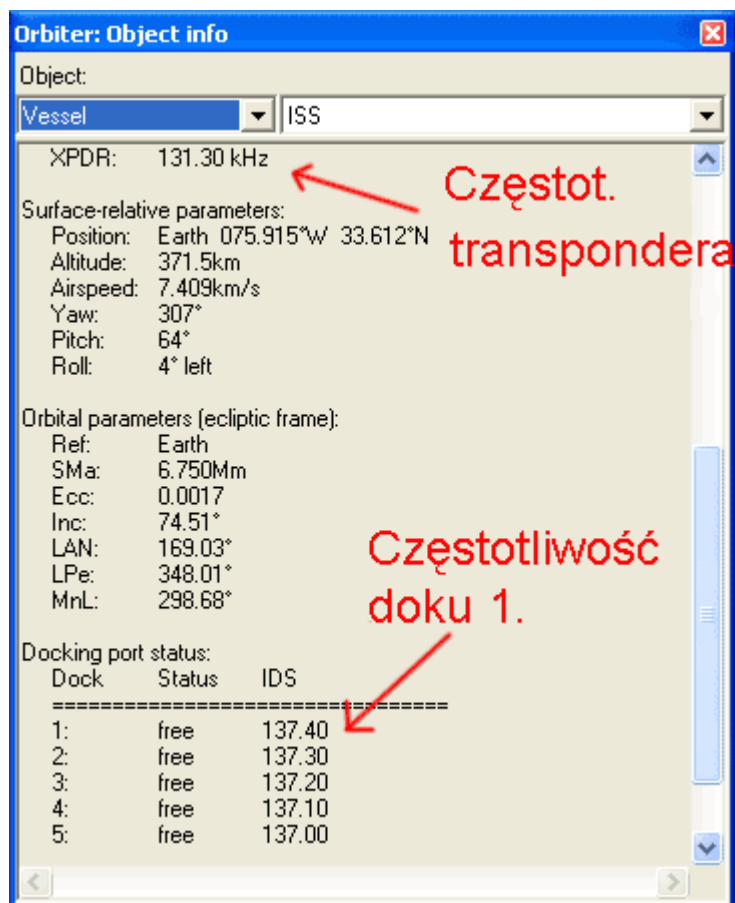 Orbiter: Object info
Object:
Vessel ISS
XPDR: 131.30 kHz
Częstot.
transpondera
Surface-relative parameters:
Position: Earth 075.915°W 33.612°N
Altitude: 371.5km
Airspeed: 7.409km/s
Yaw: 307°
Pitch: 64°
Roll: 4° left
Orbital parameters (ecliptic frame):
Ref: Earth
SMa: 6.750Mm
Ecc: 0.0017
Inc: 74.51°
LAN: 169.03°
LPe: 348.01°
MnL: 298.68°
Częstotliwość
doku 1.
Docking port status:
Dock Status IDS
=================================
1: free 137.40
2: free 137.30
3: free 137.20
4: free 137.10
5: free 137.00